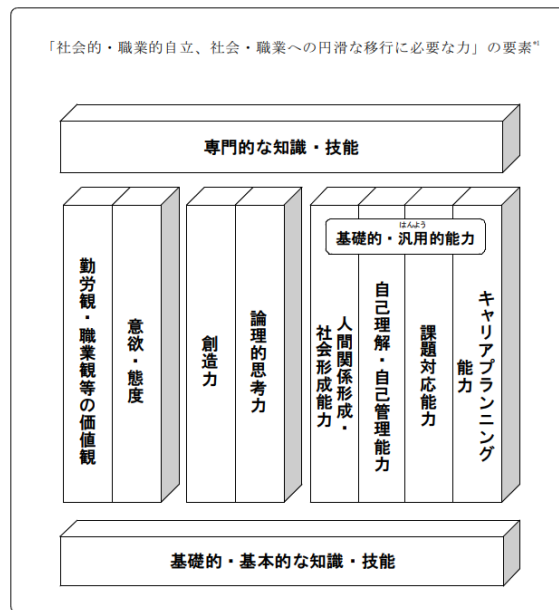 「社会的・職業的自立、社会・職業への円滑な移行に必要な力」の要素*1
専門的な知識・技能
はんよう
基礎的・汎用的能力
勤労観・職業観等の価値観
意欲・態度
創造力
論理的思考力
人間関係形成・
社会形成能力
自己理解・自己管理能力
課題対応能力
キャリアプランニング
能力
基礎的・基本的な知識・技能